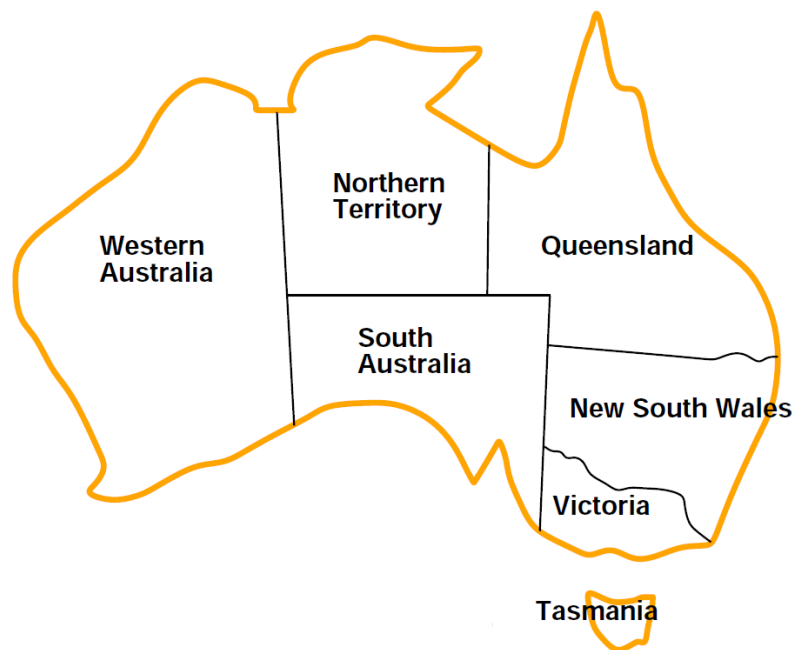 Northern
Territory
Western
Australia
Queensland
South
Australia
New South Wales
Victoria
Tasmania